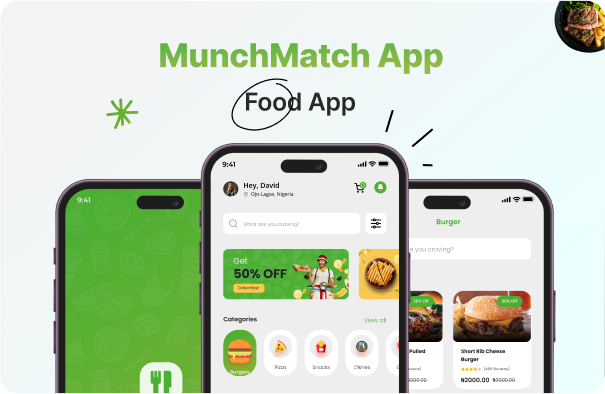 MunchMatch App
Food App
9:41
9:41
Hey, David
Ojo-Lagos, Nigeria
What are you craving?
Get
50% OFF
Order Now
Categories
View all
Burgers
Pizza
Snacks
Dishes
Burger
e you craving?
20% Off
20% Off
Pulled
Short Rib Cheese
Burger
₦2000.00